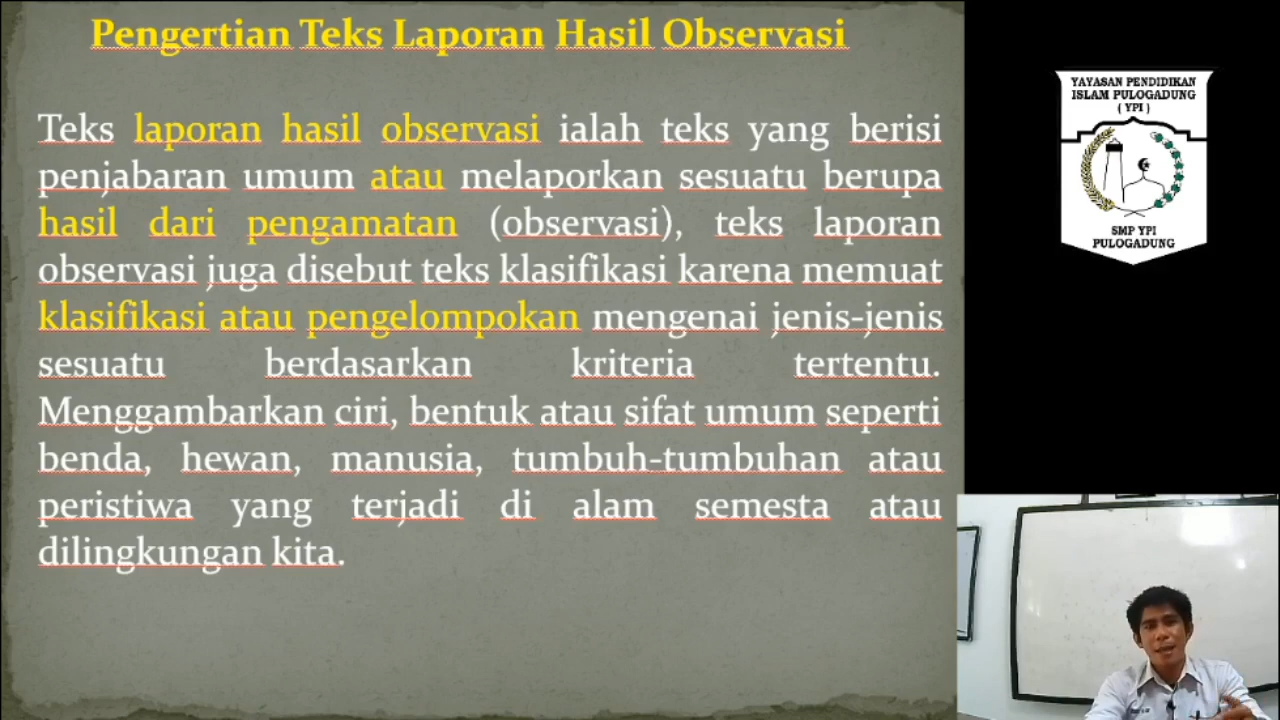 Pengertian Teks Laporan Hasil Observasi
Teks laporan hasil observasi ialah teks yang berisi
penjabaran umum atau melaporkan sesuatu berupa
hasil dari pengamatan (observasi), teks laporan
observasi juga disebut teks klasifikasi karena memuat
klasifikasi atau pengelompokan mengenai jenis-jenis
sesuatu berdasarkan kriteria tertentu.
Menggambarkan ciri, bentuk atau sifat umum seperti
benda, hewan, manusia, tumbuh-tumbuhan atau
peristiwa yang terjadi di alam semesta atau
dilingkungan kita.
YAYASAN PENDIDIKAN
ISLAM PULOGADUNG
( YPI )
SMP YPI
PULOGADUNG